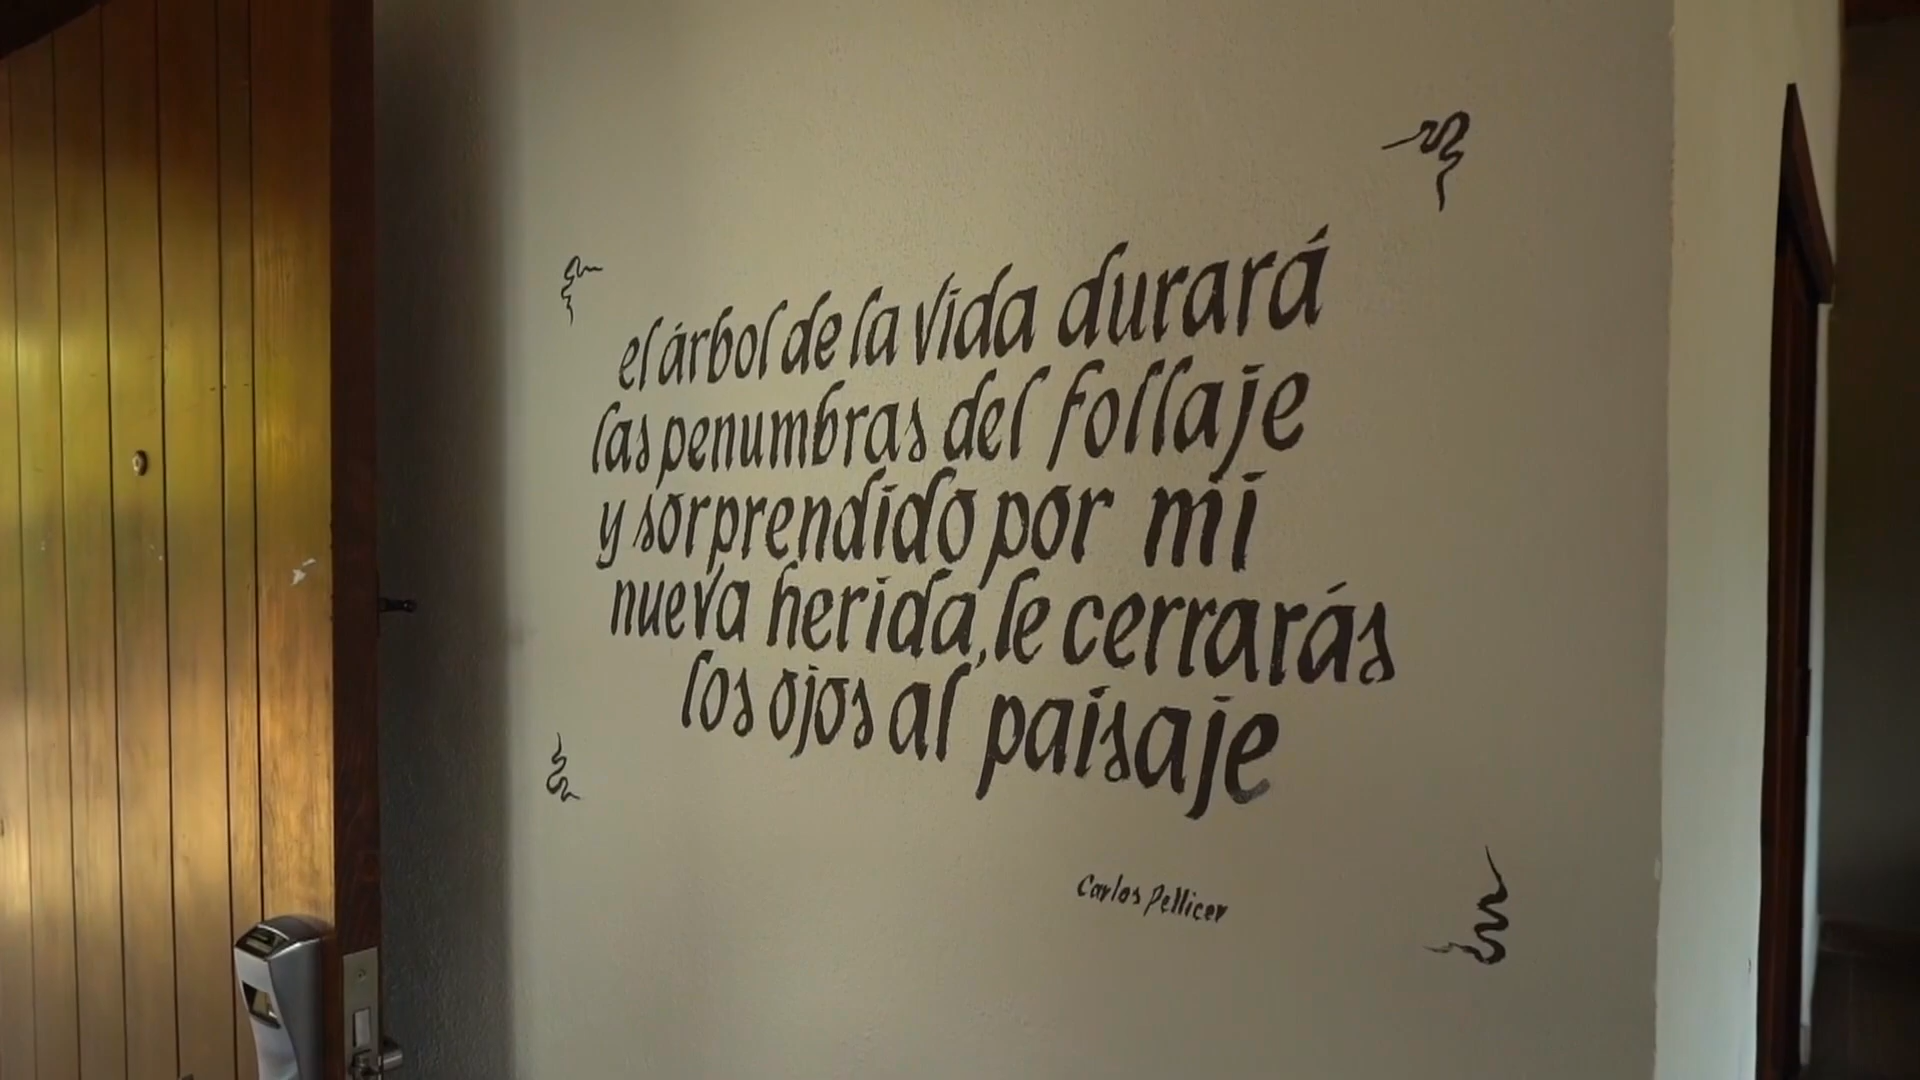 el árbol de la vida durará
las penumbras del follaje
y sorprendido por mi
nueva herida, le cerrarás
los ojos al paisaje
Carlos Pellicer